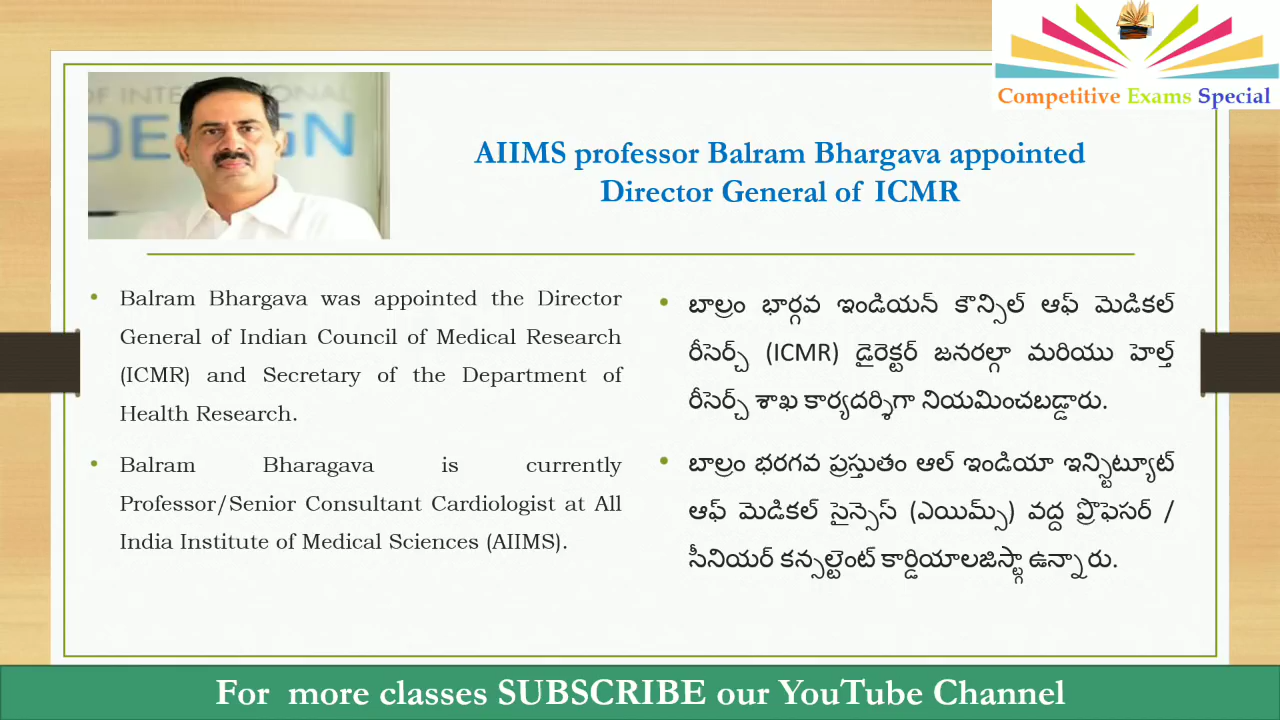 Competitive Exams Special
OF INTERNATIONAL
DESIGN
AIIMS professor Balram Bhargava appointed
Director General of ICMR
• Balram Bhargava was appointed the Director
General of Indian Council of Medical Research
(ICMR) and Secretary of the Department of
Health Research.
• Balram Bharagava is currently
Professor/Senior Consultant Cardiologist at All
India Institute of Medical Sciences (AIIMS).
• బాల్రం భార్గవ ఇండియన్ కౌన్సిల్ ఆఫ్ మెడికల్
రీసెర్చ్ (ICMR) డైరెక్టర్ జనరల్గా మరియు హెల్త్
రీసెర్చ్ శాఖ కార్యదర్శిగా నియమించబడ్డారు.
• బాల్రం భరగవ ప్రస్తుతం ఆల్ ఇండియా ఇన్స్టిట్యూట్
ఆఫ్ మెడికల్ సైన్సెస్ (ఎయిమ్స్) వద్ద ప్రొఫెసర్ /
సీనియర్ కన్సల్టెంట్ కార్డియాలజిస్ట్గా ఉన్నారు.
For more classes SUBSCRIBE our YouTube Channel